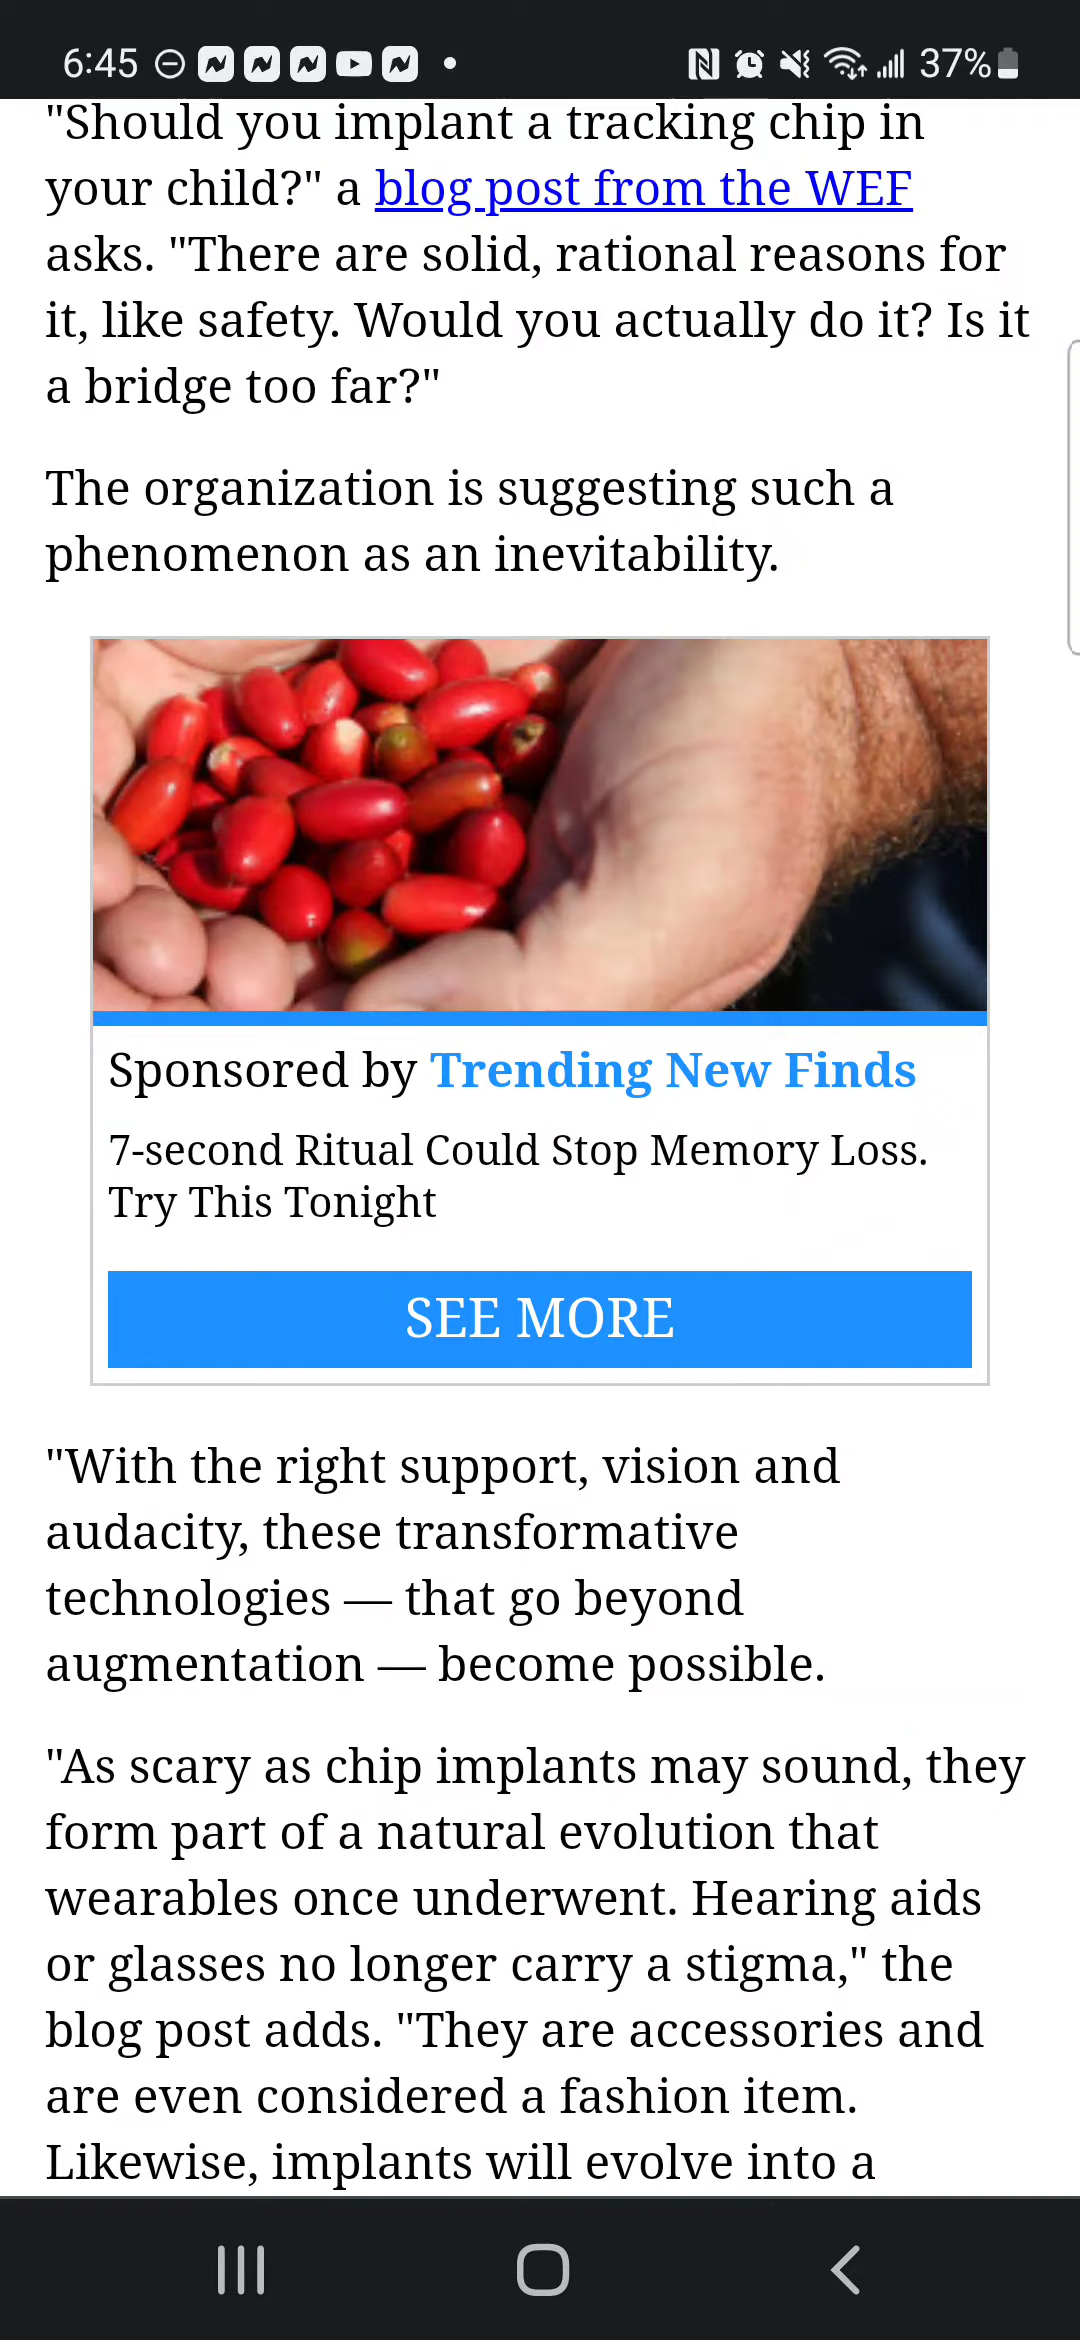 6:45
37%
"Should you implant a tracking chip in
your child?" a blog post from the WEF
asks. "There are solid, rational reasons for
it, like safety. Would you actually do it? Is it
a bridge too far?"
The organization is suggesting such a
phenomenon as an inevitability.
Sponsored by Trending New Finds
7-second Ritual Could Stop Memory Loss.
Try This Tonight
SEE MORE
"With the right support, vision and
audacity, these transformative
technologies — that go beyond
augmentation — become possible.
"As scary as chip implants may sound, they
form part of a natural evolution that
wearables once underwent. Hearing aids
or glasses no longer carry a stigma," the
blog post adds. "They are accessories and
are even considered a fashion item.
Likewise, implants will evolve into a